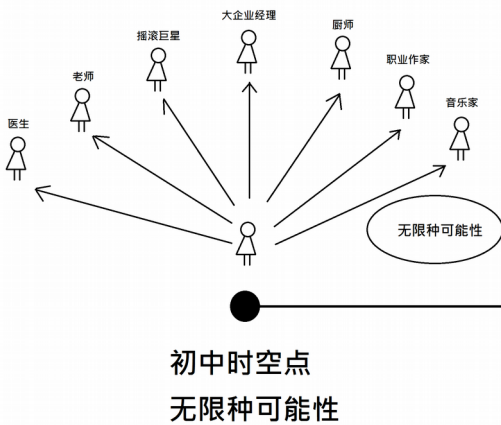 医生
老师
摇滚巨星
大企业经理
厨师
职业作家
音乐家
无限种可能性
初中时空点
无限种可能性